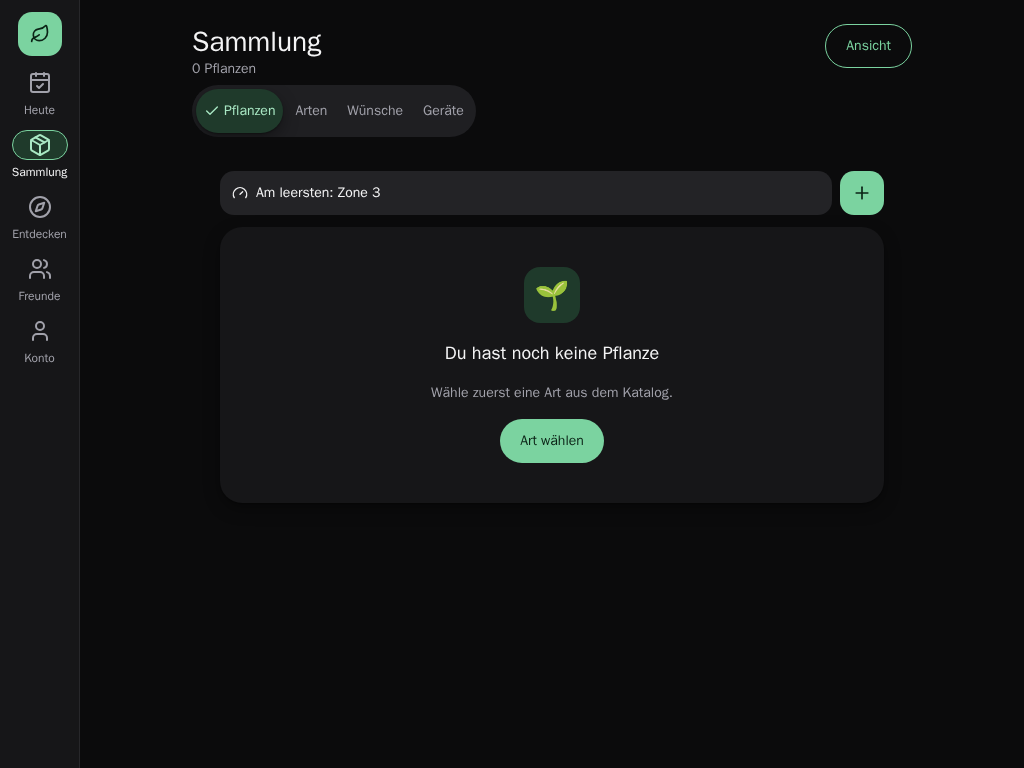 Sammlung
0 Pflanzen
Ansicht
Pflanzen Arten Wünsche Geräte
Heute
Sammlung
Entdecken
Freunde
Konto
Am leersten: Zone 3
Du hast noch keine Pflanze
Wähle zuerst eine Art aus dem Katalog.
Art wählen